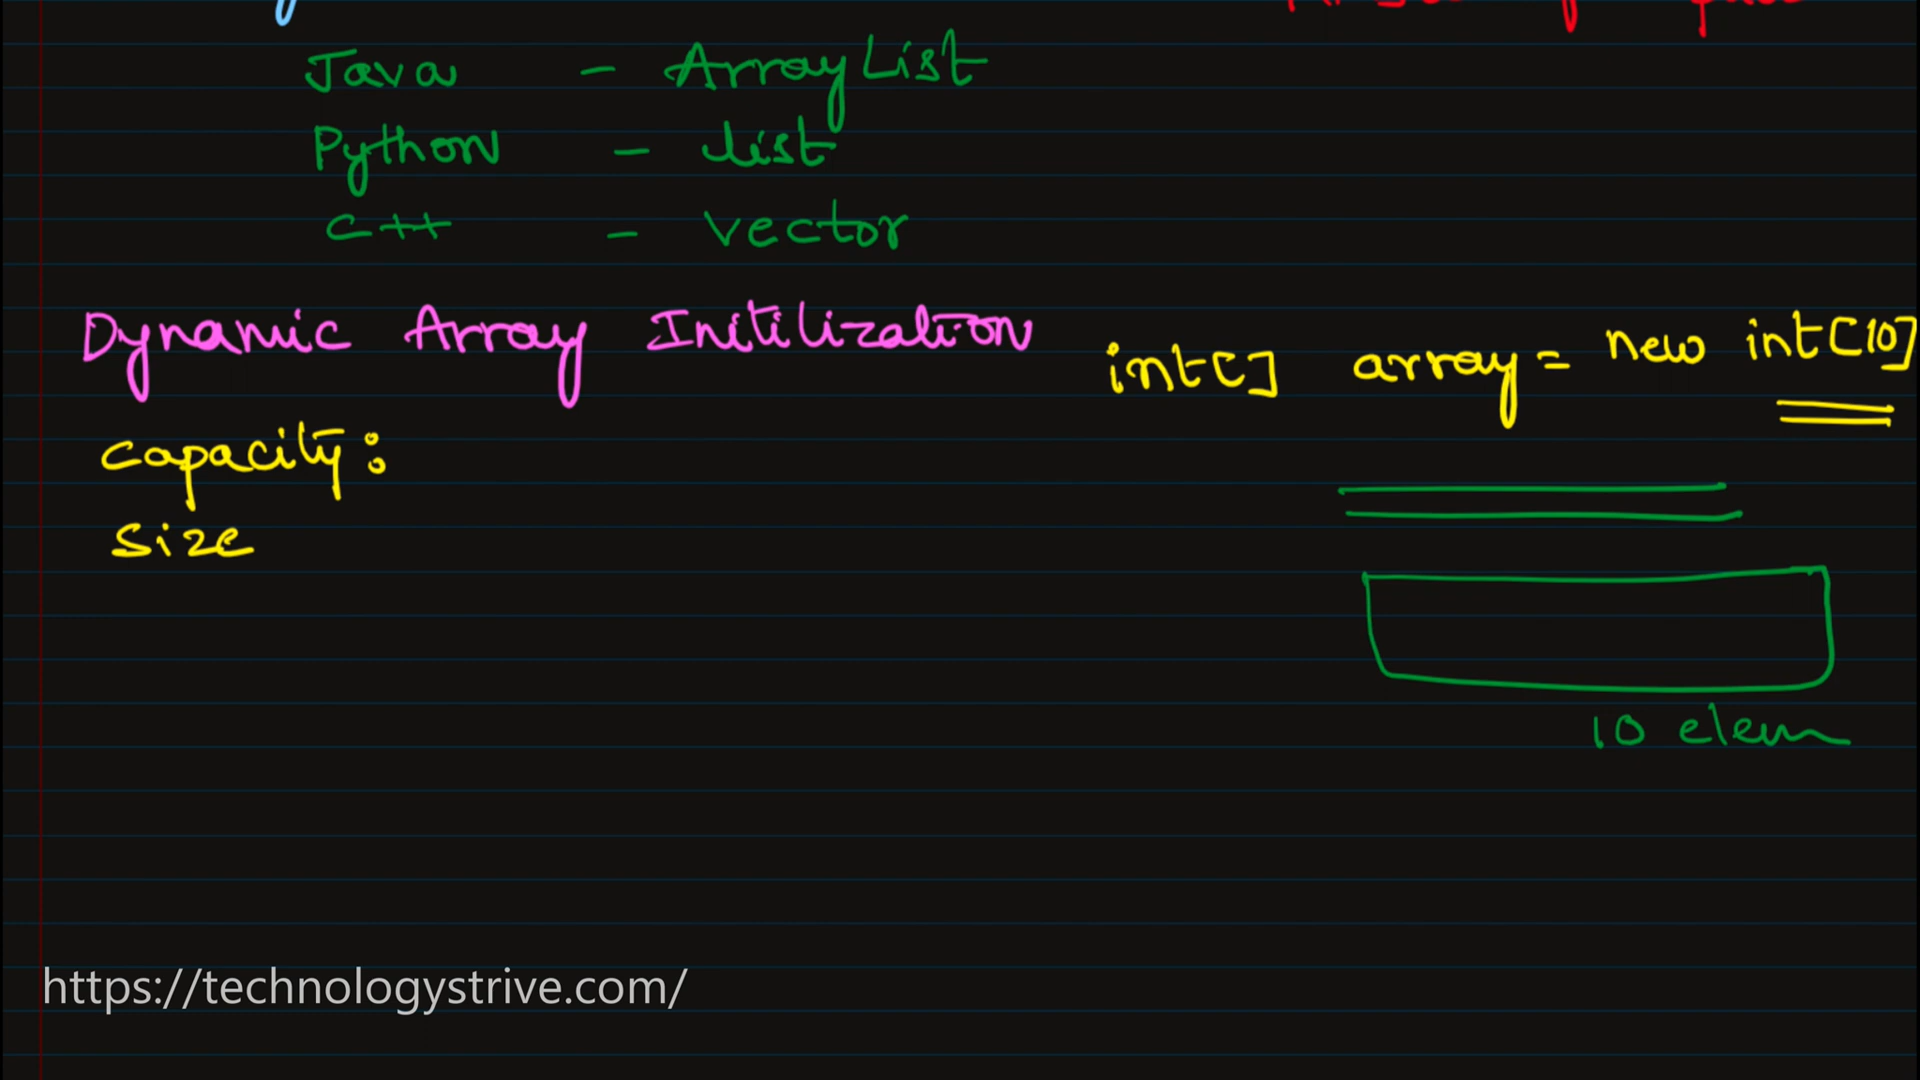 Java - ArrayList
Python - list
C++ - vector
Dynamic Array Initilization
int[] array = new int[10]
capacity:
size
10 elem
https://technologystrive.com/